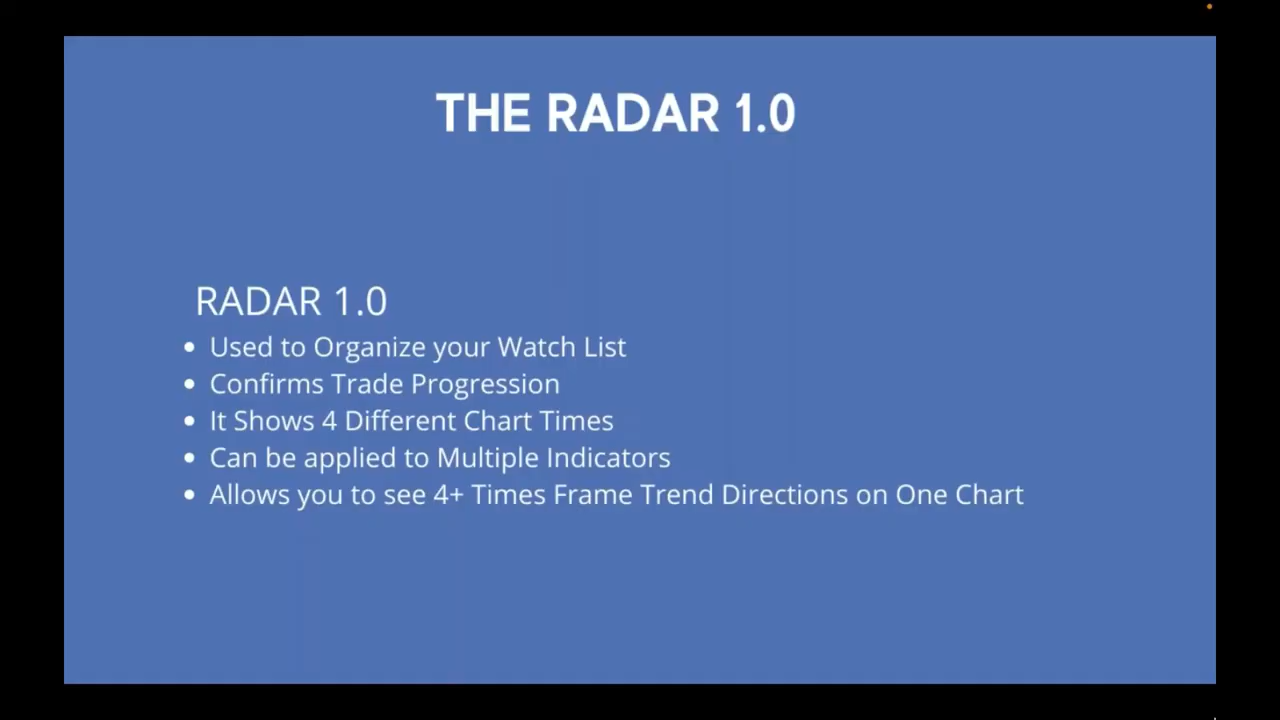 THE RADAR 1.0
RADAR 1.0
• Used to Organize your Watch List
• Confirms Trade Progression
• It Shows 4 Different Chart Times
• Can be applied to Multiple Indicators
• Allows you to see 4+ Times Frame Trend Directions on One Chart